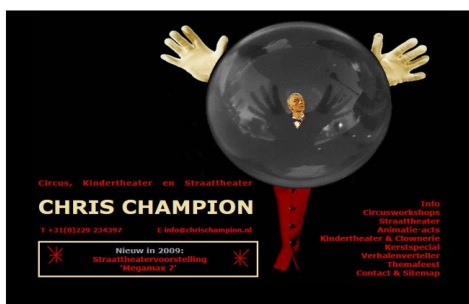 Circus, Kindertheater en Straattheater
CHRIS CHAMPION
T +31(0)229 234397 E info@chrischampion.nl
Nieuw in 2009:
Straattheatervoorstelling
'Megamax 7'
Info
Circusworkshops
Straattheater
Animatie-acts
Kindertheater & Clownerie
Kerstspecial
Verhalenverteller
Themafeest
Contact & Sitemap